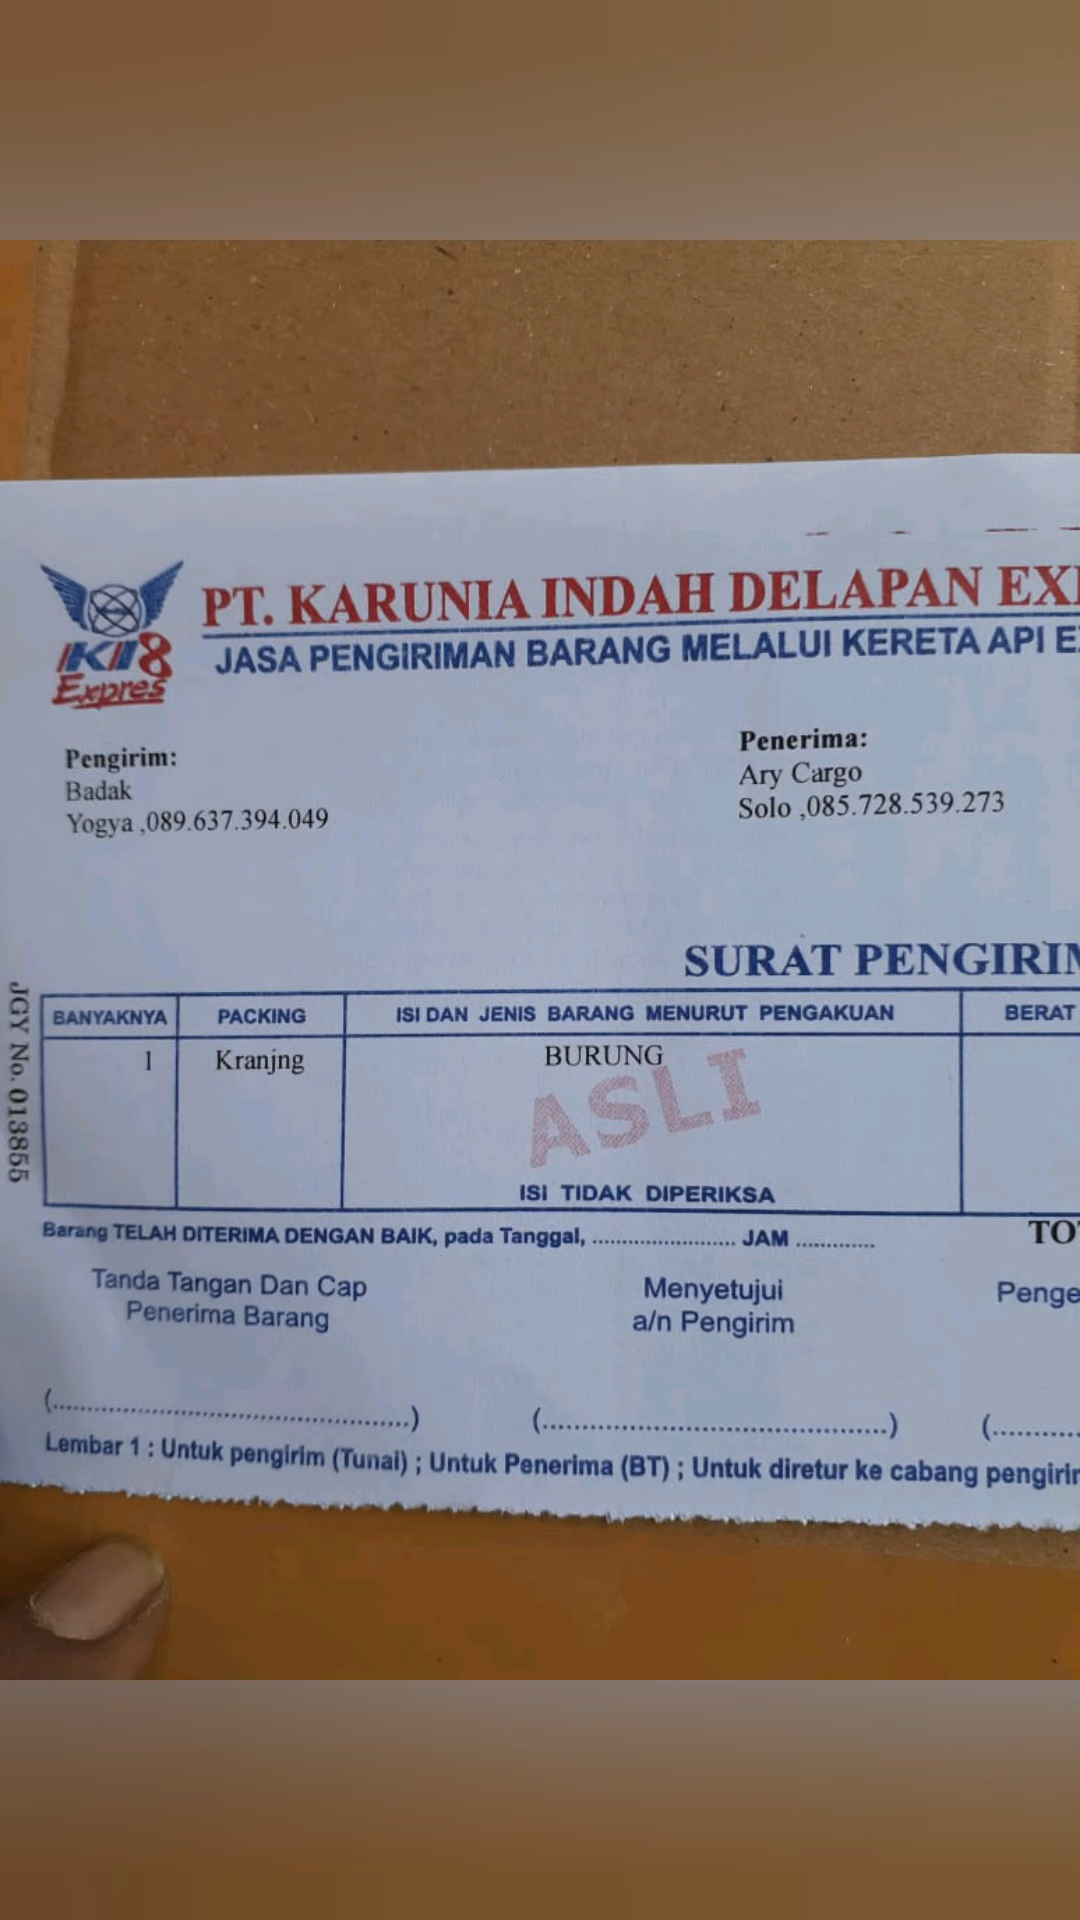 PT. KARUNIA INDAH DELAPAN EX
JASA PENGIRIMAN BARANG MELALUI KERETA API E
KI8
Expres
Pengirim:
Badak
Yogya ,089.637.394.049
Penerima:
Ary Cargo
Solo ,085.728.539.273
SURAT PENGIRIM
JGY No. 013855
BANYAKNYA PACKING ISI DAN JENIS BARANG MENURUT PENGAKUAN BERAT
1 Kranjng BURUNG
ASLI
ISI TIDAK DIPERIKSA
Barang TELAH DITERIMA DENGAN BAIK, pada Tanggal, ........................ JAM .............
TO
Tanda Tangan Dan Cap
Penerima Barang
Menyetujui
a/n Pengirim
Penge
(..................................................) (..................................................) (............
Lembar 1 : Untuk pengirim (Tunai) ; Untuk Penerima (BT) ; Untuk diretur ke cabang pengirim